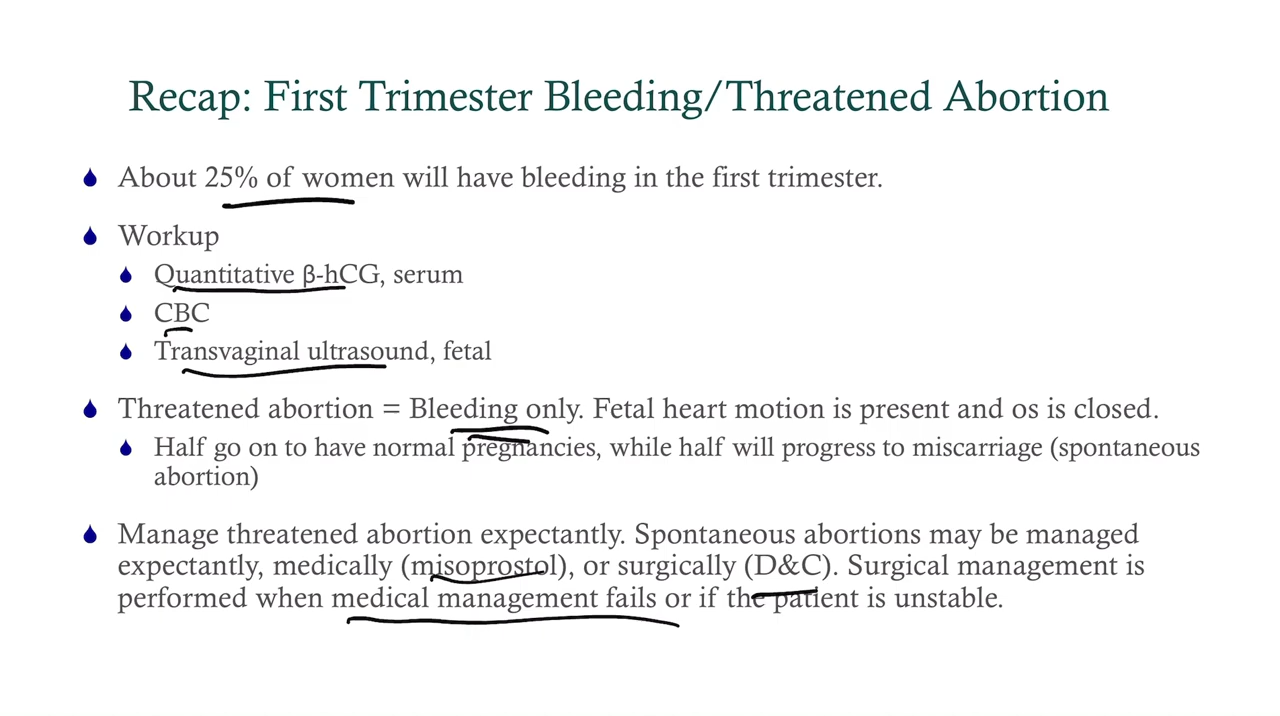 Recap: First Trimester Bleeding/Threatened Abortion
About 25% of women will have bleeding in the first trimester.
Workup
Quantitative β-hCG, serum
CBC
Transvaginal ultrasound, fetal
Threatened abortion = Bleeding only. Fetal heart motion is present and os is closed.
Half go on to have normal pregnancies, while half will progress to miscarriage (spontaneous
abortion)
Manage threatened abortion expectantly. Spontaneous abortions may be managed
expectantly, medically (misoprostol), or surgically (D&C). Surgical management is
performed when medical management fails or if the patient is unstable.